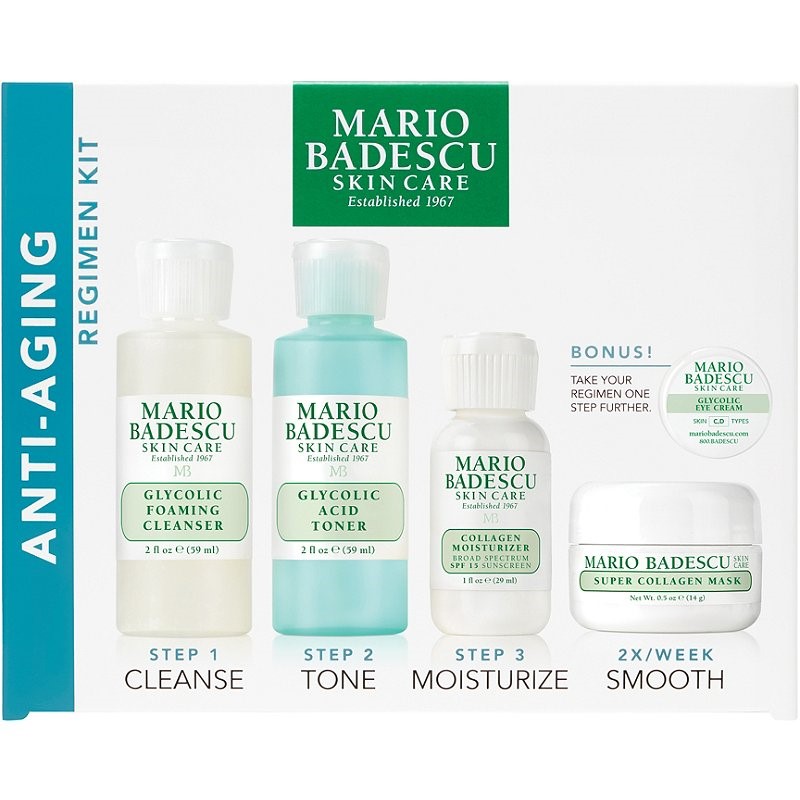 ANTI-AGING
REGIMEN KIT
MARIO
BADESCU
SKIN CARE
Established 1967
MARIO
BADESCU
SKIN CARE
Established 1967
MB
GLYCOLIC
FOAMING
CLEANSER
2 fl oz e (59 ml)
STEP 1
CLEANSE
MARIO
BADESCU
SKIN CARE
Established 1967
MB
GLYCOLIC
ACID
TONER
2 fl oz e (59 ml)
STEP 2
TONE
MARIO
BADESCU
SKIN CARE
Established 1967
MB
COLLAGEN
MOISTURIZER
BROAD SPECTRUM
SPF 15 SUNSCREEN
1 fl oz e (29 ml)
STEP 3
MOISTURIZE
BONUS!
TAKE YOUR
REGIMEN ONE
STEP FURTHER.
MARIO
BADESCU
SKIN CARE
GLYCOLIC
EYE CREAM
SKIN C,D TYPES
mariobadescu.com
800.BADESCU
MARIO BADESCU SKIN CARE
SUPER COLLAGEN MASK
Net Wt. 0.5 oz e (14 g)
2X/WEEK
SMOOTH